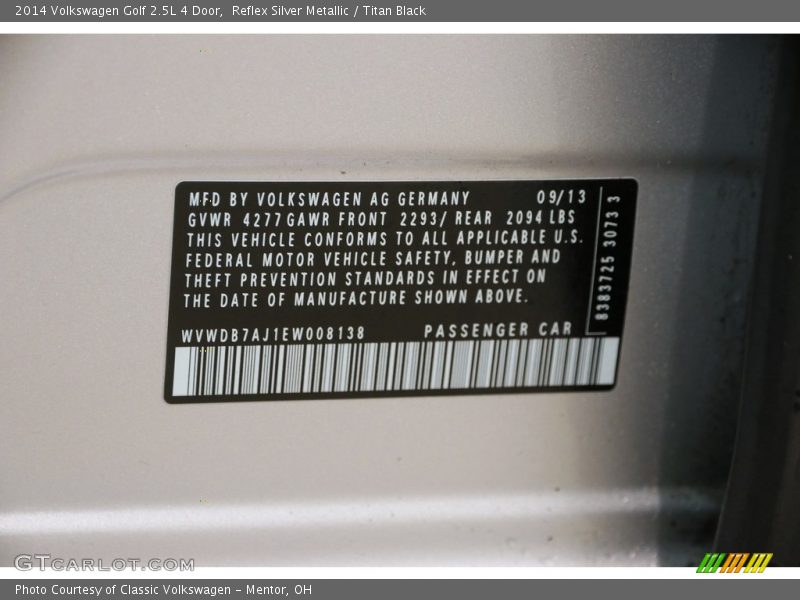 2014 Volkswagen Golf 2.5L 4 Door,  Reflex Silver Metallic / Titan Black
MFD BY VOLKSWAGEN AG GERMANY 09/13
GVWR 4277 GAWR FRONT 2293/ REAR 2094 LBS
THIS VEHICLE CONFORMS TO ALL APPLICABLE U.S.
FEDERAL MOTOR VEHICLE SAFETY, BUMPER AND
THEFT PREVENTION STANDARDS IN EFFECT ON
THE DATE OF MANUFACTURE SHOWN ABOVE.
8383725 3073 3
WVWDB7AJ1EW008138 PASSENGER CAR
GTCARLOT.COM
Photo Courtesy of Classic Volkswagen - Mentor, OH